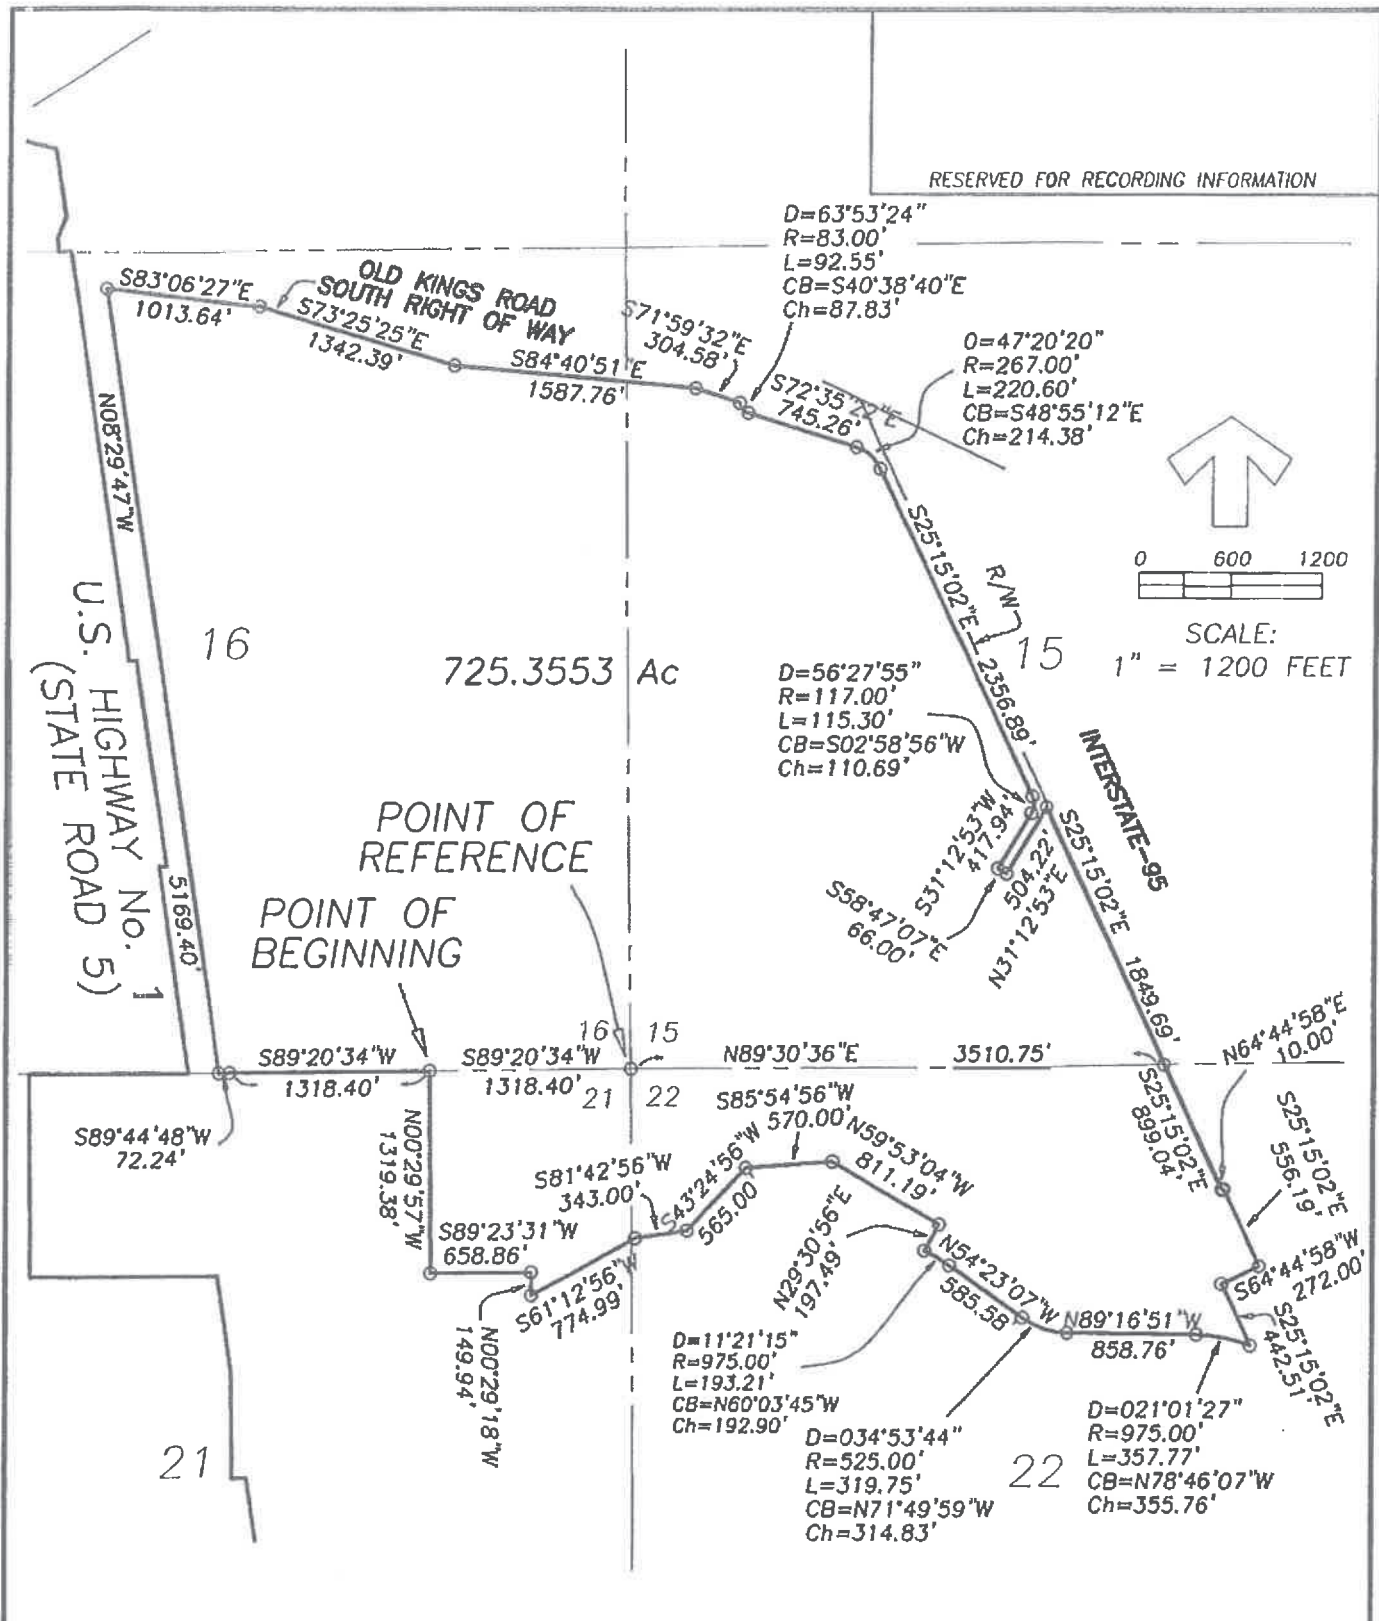 RESERVED FOR RECORDING INFORMATION
D=63°53'24"
R=83.00'
L=92.55'
CB=S40°38'40"E
Ch=87.83'
S83°06'27"E
1013.64'
OLD KINGS ROAD
SOUTH RIGHT OF WAY
S73°25'25"E
1342.39'
S84°40'51"E
1587.76'
S71°59'32"E
304.58'
S72°35'22"E
745.26'
0=47°20'20"
R=267.00'
L=220.60'
CB=S48°55'12"E
Ch=214.38'
N08°29'47"W
5169.40'
U.S. HIGHWAY No. 1
(STATE ROAD 5)
16
725.3553 Ac
S25°15'02"E
2356.89'
R/W
15
0 600 1200
SCALE:
1" = 1200 FEET
D=56°27'55"
R=117.00'
L=115.30'
CB=S02°58'56"W
Ch=110.69'
INTERSTATE-95
S31°12'53"W
417.94'
S58°47'07"E
66.00'
504.22'
N31°12'53"E
S25°15'02"E
1849.69'
POINT OF
REFERENCE
POINT OF
BEGINNING
16 15
21 22
S89°20'34"W
1318.40'
S89°20'34"W
1318.40'
N89°30'36"E
3510.75'
N64°44'58"E
10.00'
S89°44'48"W
72.24'
N00°29'57"W
1319.38'
S25°15'02"E
899.04'
S25°15'02"E
556.19'
S85°54'56"W
570.00'
N59°53'04"W
811.19'
S81°42'56"W
343.00'
S43°24'56"W
565.00'
S89°23'31"W
658.86'
S61°12'56"W
774.99'
N00°29'18"W
149.94'
N29°30'56"E
197.49'
N54°23'07"W
585.58'
N89°16'51"W
858.76'
S64°44'58"W
272.00'
S25°15'02"E
442.51'
D=11°21'15"
R=975.00'
L=193.21'
CB=N60°03'45"W
Ch=192.90'
D=034°53'44"
R=525.00'
L=319.75'
CB=N71°49'59"W
Ch=314.83'
D=021°01'27"
R=975.00'
L=357.77'
CB=N78°46'07"W
Ch=355.76'
21
22